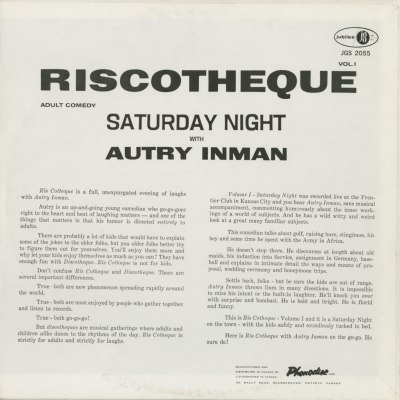 jubilee
JGS 2055
VOL.1
RISCOTHEQUE
ADULT COMEDY
SATURDAY NIGHT
WITH
AUTRY INMAN
Ris Cotheque is a full, unexpurgated evening of laughs
with Autry Inman.
Autry is an up-and-going young comedian who go-go-goes
right to the heart and heat of laughing matters — and one of the
things that matters is that his humor is directed entirely to
adults.
There are probably a lot of kids that would have to explain
some of the jokes to the older folks, but you older folks better try
to figure them out for yourselves. You'll enjoy them more and
why let your kids enjoy themselves as much as you can? They have
enough fun with Discotheque. Ris Cotheque is not for kids.
Don't confuse Ris Cotheque and Discotheque. There are
several important differences.
True - both are new phenomenon spreading rapidly around
the world.
True - both are most enjoyed by people who gather together
and listen to records.
True - both go-go-go!
But discotheques are musical gatherings where adults and
children alike dance to the rhythms of the day. Ris Cotheque is
strictly for adults and strictly for laughs.
Volume I - Saturday Night was recorded live at the Fron-
tier Club in Kansas City and you hear Autry Inman, sans musical
accompaniment, commenting home-ready about the inner work-
ings of a world of subjects. And he has a wild witty and weird
look at a great many familiar subjects.
This comedian talks about golf, raising hare, stinginess, his
boy and some time he spent with the Army in Africa.
He doesn't stop there. He discourses at length about old
maids, his induction into Service, assignment in Germany, base-
ball and explains in intimate detail the ways and means of pro-
posal, wedding ceremony and honeymoon trips.
Settle back, folks - but be sure the kids are out of range.
Autry Inman throws lines in many directions. It is impossible
to miss his intent or the built-in laughter. He'll knock you over
with surprise and bombast. He is bold and bright. He is florid
and funny.
This is Ris Cotheque - Volume I and it is a Saturday Night
on the town - with the kids safely and soundlessly tucked in bed.
Here is Ris Cotheque with Autry Inman on the go-go. He
sure do!
MANUFACTURED AND
DISTRIBUTED IN CANADA BY
Phonodisc